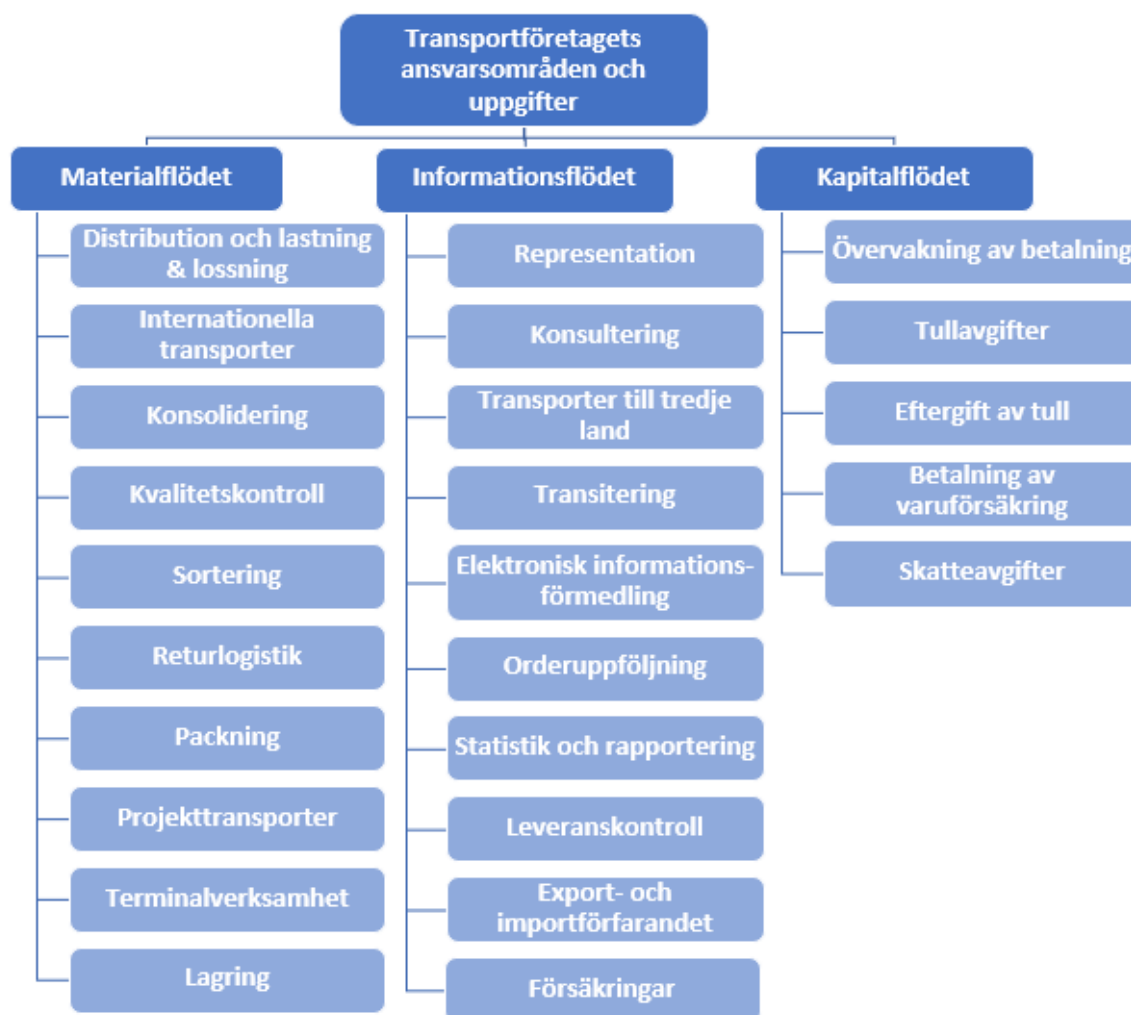 Transportföretagets
ansvarsområden och
uppgifter
Materialflödet
Distribution och lastning
& lossning
Internationella
transporter
Konsolidering
Kvalitetskontroll
Sortering
Returlogistik
Packning
Projekttransporter
Terminalverksamhet
Lagring
Informationsflödet
Representation
Konsultering
Transporter till tredje
land
Transitering
Elektronisk informations-
förmedling
Orderuppföljning
Statistik och rapportering
Leveranskontroll
Export- och
importförfarandet
Försäkringar
Kapitalflödet
Övervakning av betalning
Tullavgifter
Eftergift av tull
Betalning av
varuförsäkring
Skatteavgifter